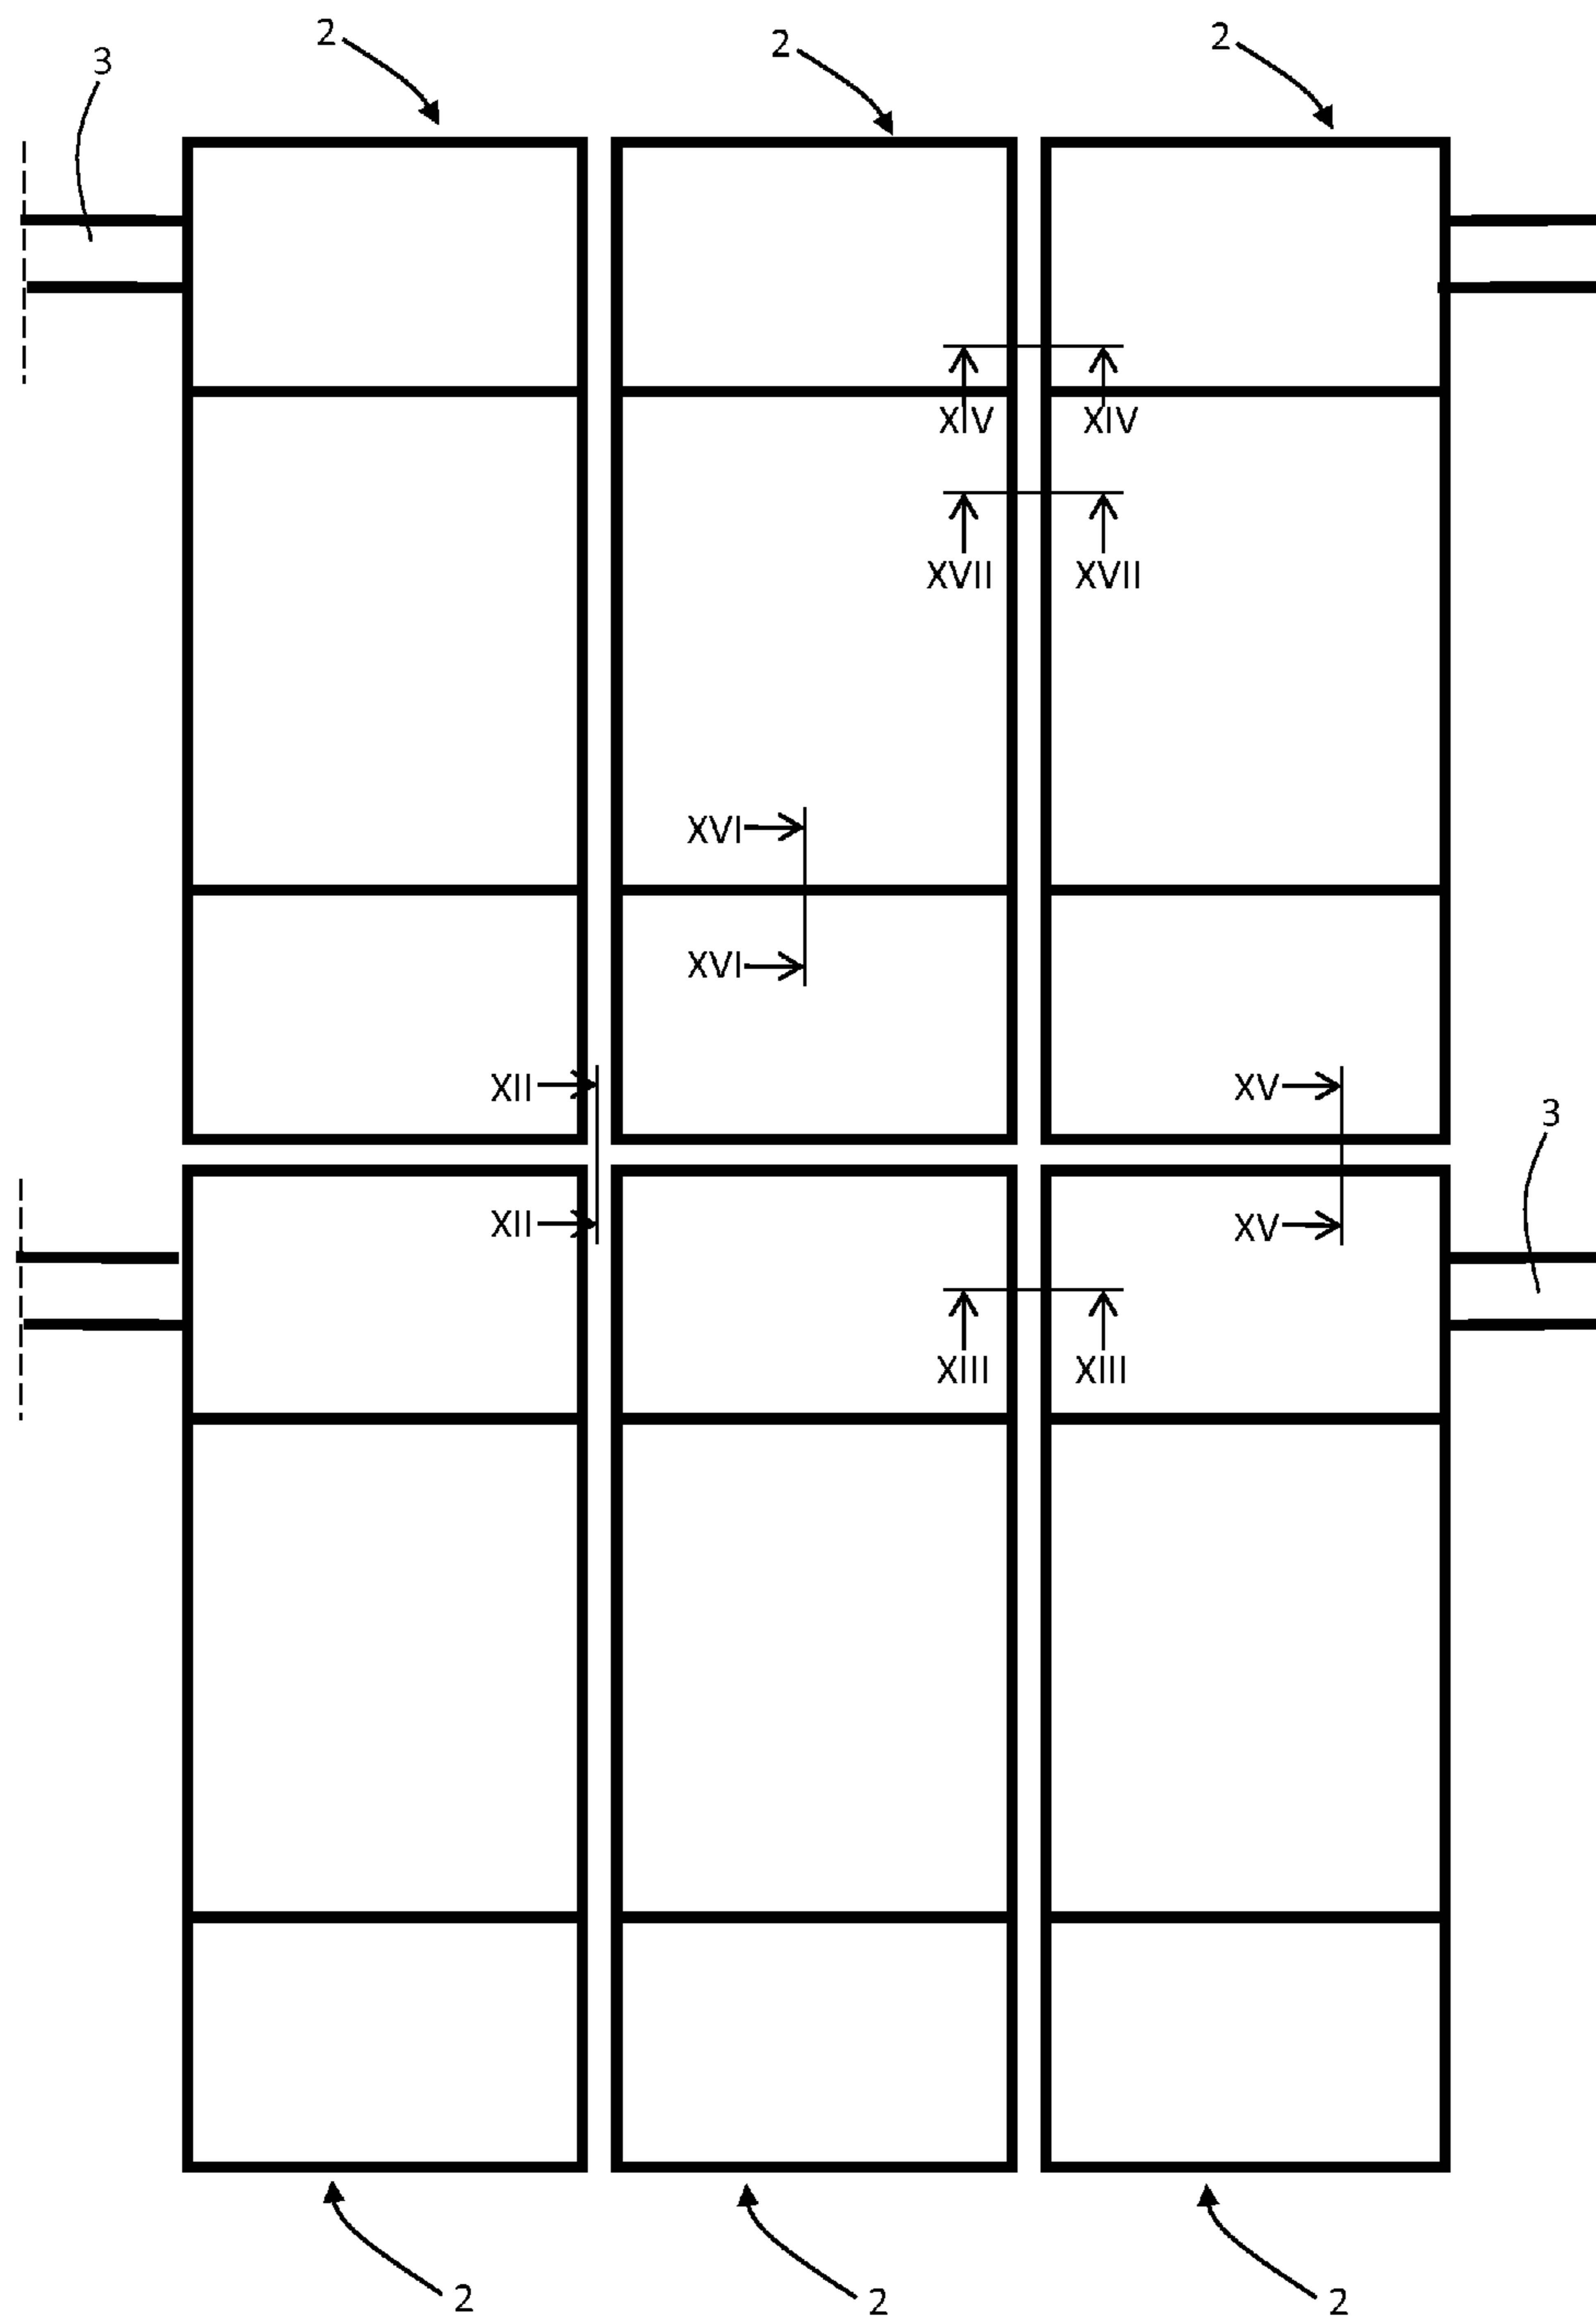 2 2 2
3
XIV XIV
XVII XVII
XVI
XVI
XII XV
3
XII XV
XIII XIII
2 2 2